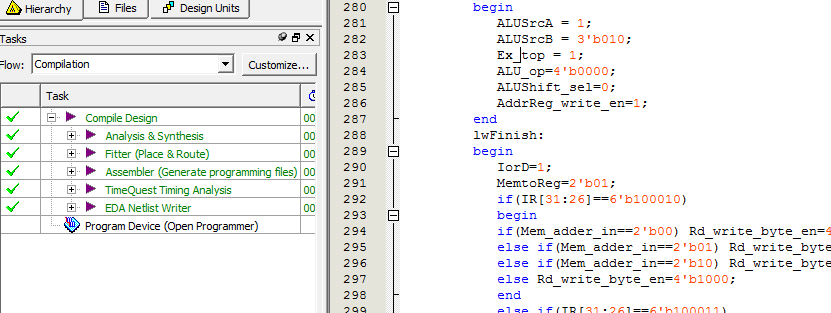 Hierarchy Files Design Units
Tasks
Flow: Compilation Customize...
Task
Compile Design 00
Analysis & Synthesis 00
Fitter (Place & Route) 00
Assembler (Generate programming files) 00
TimeQuest Timing Analysis 00
EDA Netlist Writer 00
Program Device (Open Programmer)
280 begin
281 ALUSrcA = 1;
282 ALUSrcB = 3'b010;
283 Ex_top = 1;
284 ALU_op=4'b0000;
285 ALUShift_sel=0;
286 AddrReg_write_en=1;
287 end
288 lwFinish:
289 begin
290 IorD=1;
291 MemtoReg=2'b01;
292 if(IR[31:26]==6'b100010)
293 begin
294 if(Mem_adder_in==2'b00) Rd_write_byte_en=4
295 else if(Mem_adder_in==2'b01) Rd_write_by
296 else if(Mem_adder_in==2'b10) Rd_write_by
297 else Rd_write_byte_en=4'b1000;
298 end
299 else if(IR[31:26]==6'b100011)